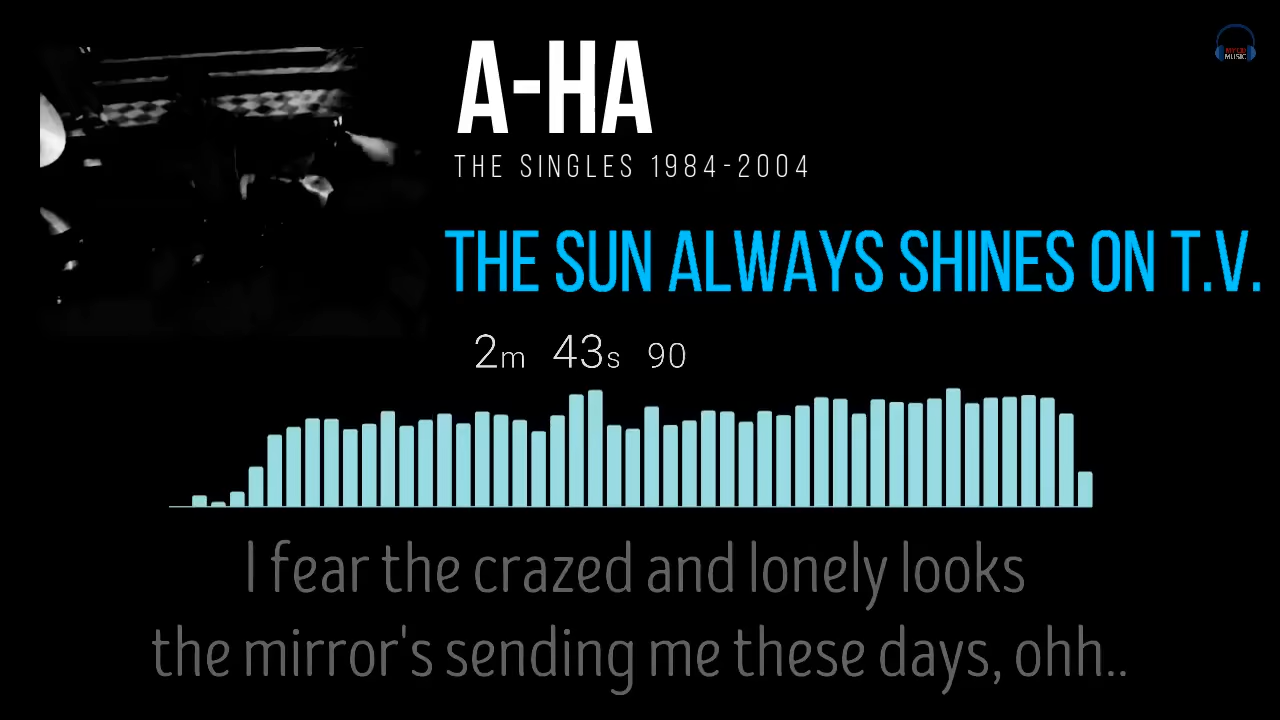 A-HA
THE SINGLES 1984-2004
THE SUN ALWAYS SHINES ON T.V.
2m 43s 90
I fear the crazed and lonely looks
the mirror's sending me these days, ohh..
MUSIC